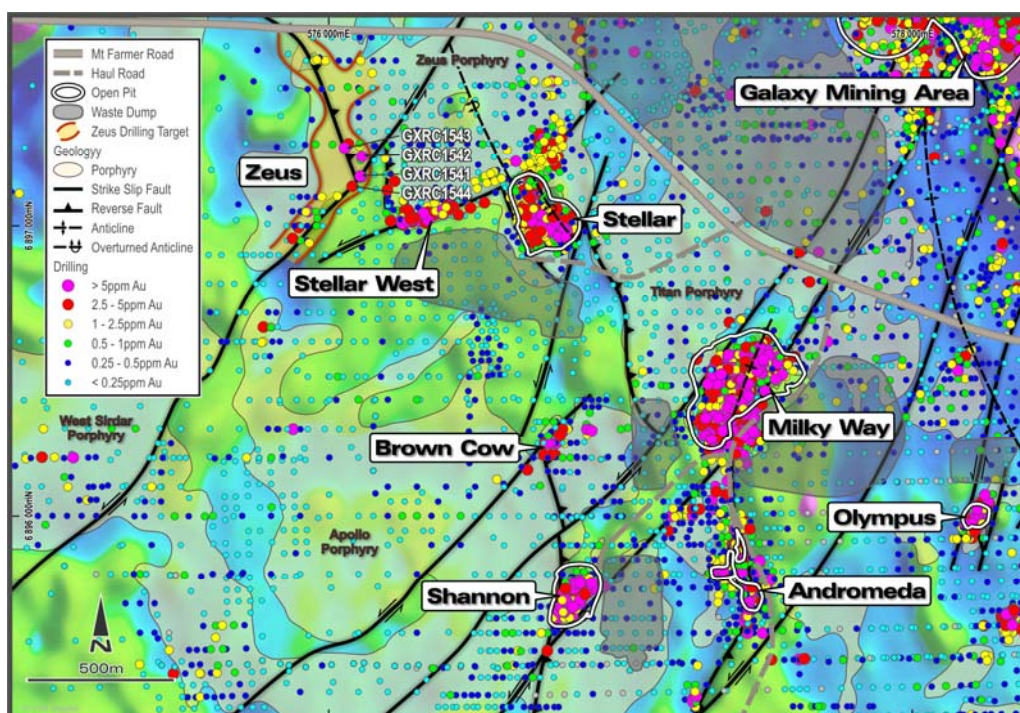 576 000mE
578 000mE
Mt Farmer Road
Haul Road
Open Pit
Waste Dump
Zeus Drilling Target
Geologyy
Porphyry
Strike Slip Fault
Reverse Fault
Anticline
Overturned Anticline
Drilling
> 5ppm Au
2.5 - 5ppm Au
1 - 2.5ppm Au
0.5 - 1ppm Au
0.25 - 0.5ppm Au
< 0.25ppm Au
Zeus Porphyry
Galaxy Mining Area
GXRC1543
GXRC1542
GXRC1541
GXRC1544
Zeus
Stellar
6 897 000mN
Stellar West
Titan Porphyry
West Sirdar
Porphyry
Brown Cow
Milky Way
6 896 000mN
Apollo
Porphyry
Olympus
Shannon
Andromeda
N
500m